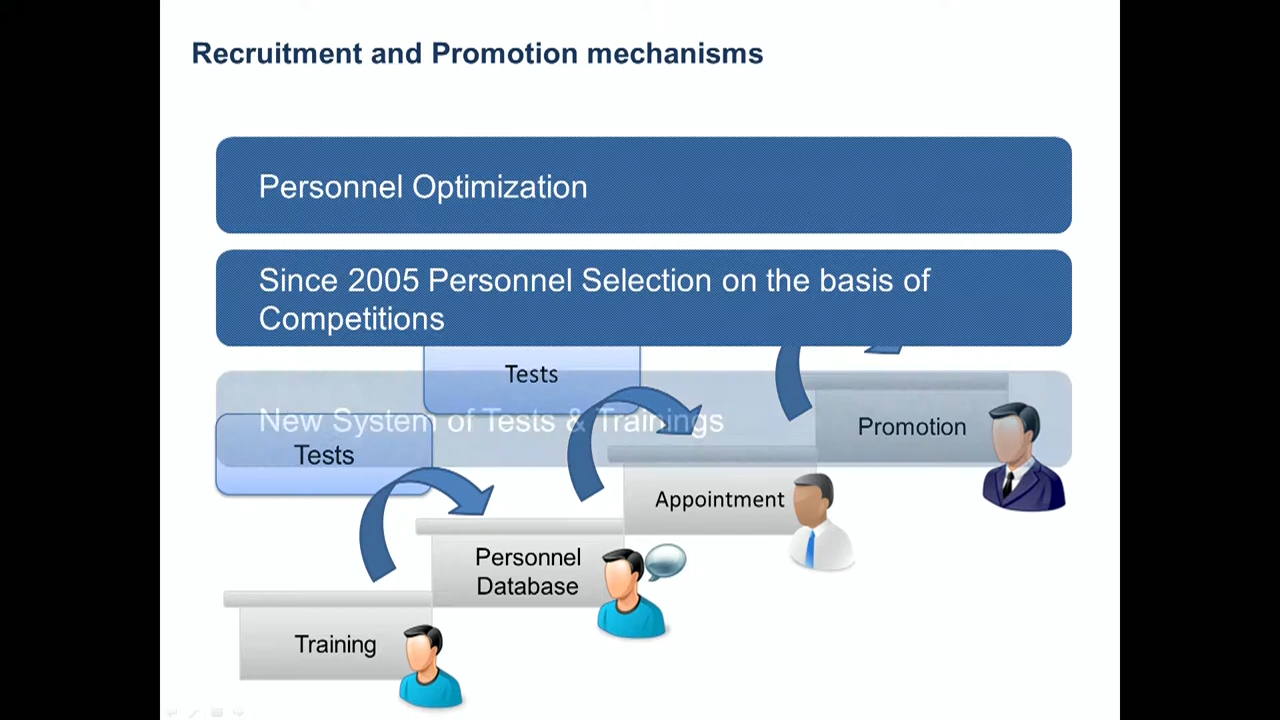 Recruitment and Promotion mechanisms
Personnel Optimization
Since 2005 Personnel Selection on the basis of
Competitions
Tests
New System of Tests & Trainings
Promotion
Tests
Appointment
Personnel
Database
Training